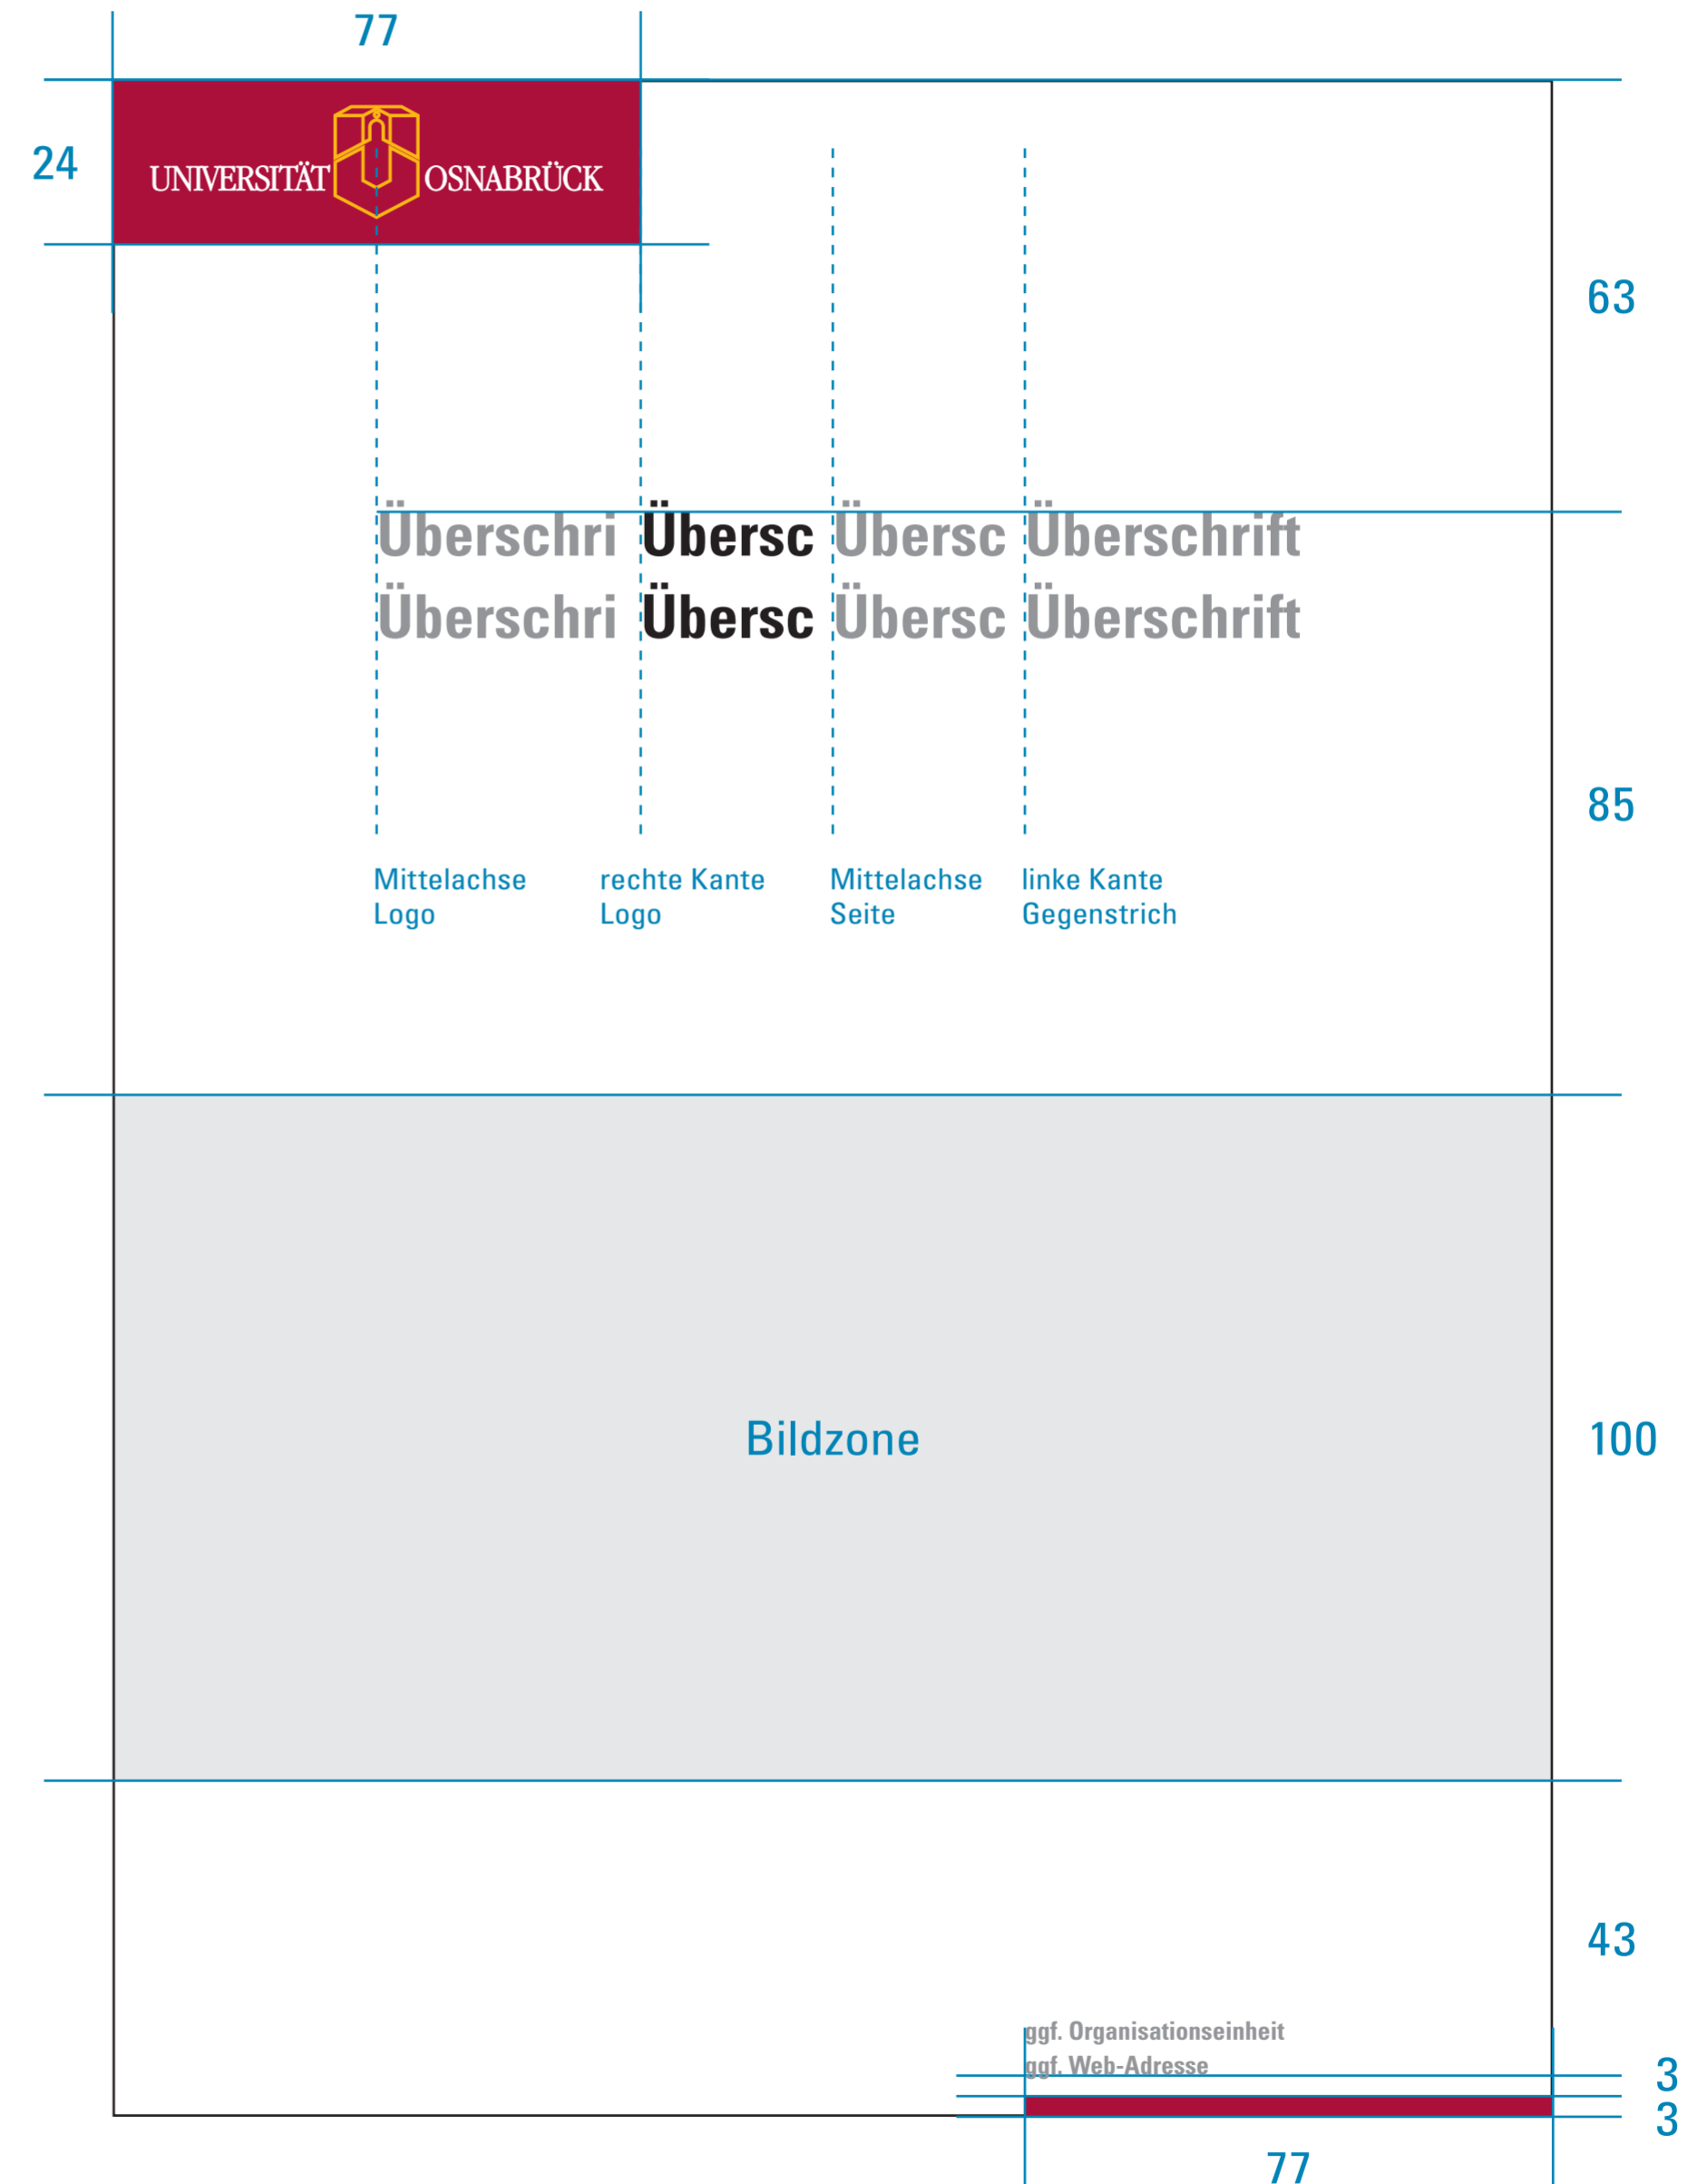 77
24
UNIVERSITÄT OSNABRÜCK
63
Überschri Übersc Übersc Überschrift
Überschri Übersc Übersc Überschrift
85
Mittelachse Logo
rechte Kante Logo
Mittelachse Seite
linke Kante Gegenstrich
Bildzone
100
43
ggf. Organisationseinheit
ggf. Web-Adresse
3
3
77